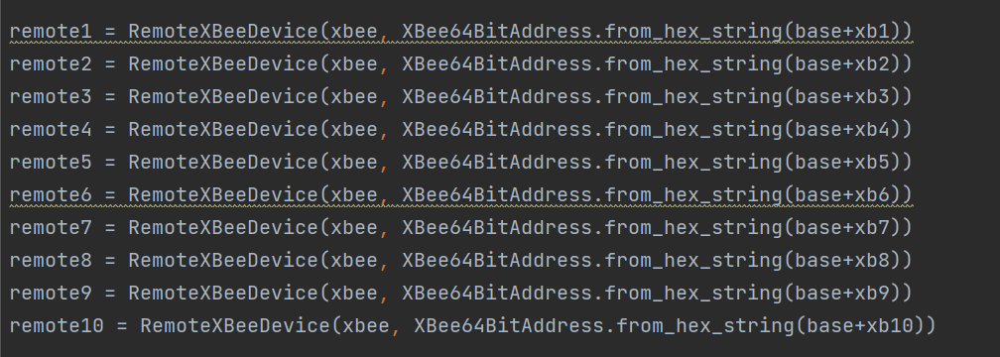 remote1 = RemoteXBeeDevice(xbee, XBee64BitAddress.from_hex_string(base+xb1))
remote2 = RemoteXBeeDevice(xbee, XBee64BitAddress.from_hex_string(base+xb2))
remote3 = RemoteXBeeDevice(xbee, XBee64BitAddress.from_hex_string(base+xb3))
remote4 = RemoteXBeeDevice(xbee, XBee64BitAddress.from_hex_string(base+xb4))
remote5 = RemoteXBeeDevice(xbee, XBee64BitAddress.from_hex_string(base+xb5))
remote6 = RemoteXBeeDevice(xbee, XBee64BitAddress.from_hex_string(base+xb6))
remote7 = RemoteXBeeDevice(xbee, XBee64BitAddress.from_hex_string(base+xb7))
remote8 = RemoteXBeeDevice(xbee, XBee64BitAddress.from_hex_string(base+xb8))
remote9 = RemoteXBeeDevice(xbee, XBee64BitAddress.from_hex_string(base+xb9))
remote10 = RemoteXBeeDevice(xbee, XBee64BitAddress.from_hex_string(base+xb10))